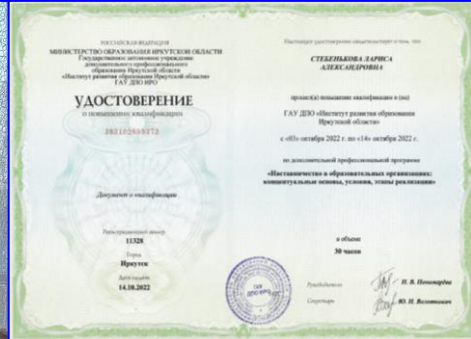 РОССИЙСКАЯ ФЕДЕРАЦИЯ
МИНИСТЕРСТВО ОБРАЗОВАНИЯ ИРКУТСКОЙ ОБЛАСТИ
Государственное автономное учреждение
дополнительного профессионального
образования Иркутской области
«Институт развития образования Иркутской области»
ГАУ ДПО ИРО
УДОСТОВЕРЕНИЕ
о повышении квалификации
Документ о квалификации
Регистрационный номер
11328
Город
Иркутск
Дата выдачи
14.10.2022
Настоящее удостоверение свидетельствует о том, что
СТЕБЕНЬКОВА ЛАРИСА
АЛЕКСАНДРОВНА
прошел(а) повышение квалификации в (на)
ГАУ ДПО «Институт развития образования
Иркутской области»
с «03» октября 2022 г. по «14» октября 2022 г.
по дополнительной профессиональной программе
«Наставничество в образовательных организациях:
концептуальные основы, условия, этапы реализации»
в объеме
30 часов
Руководитель
Секретарь
ГАУ
ДПО ИРО